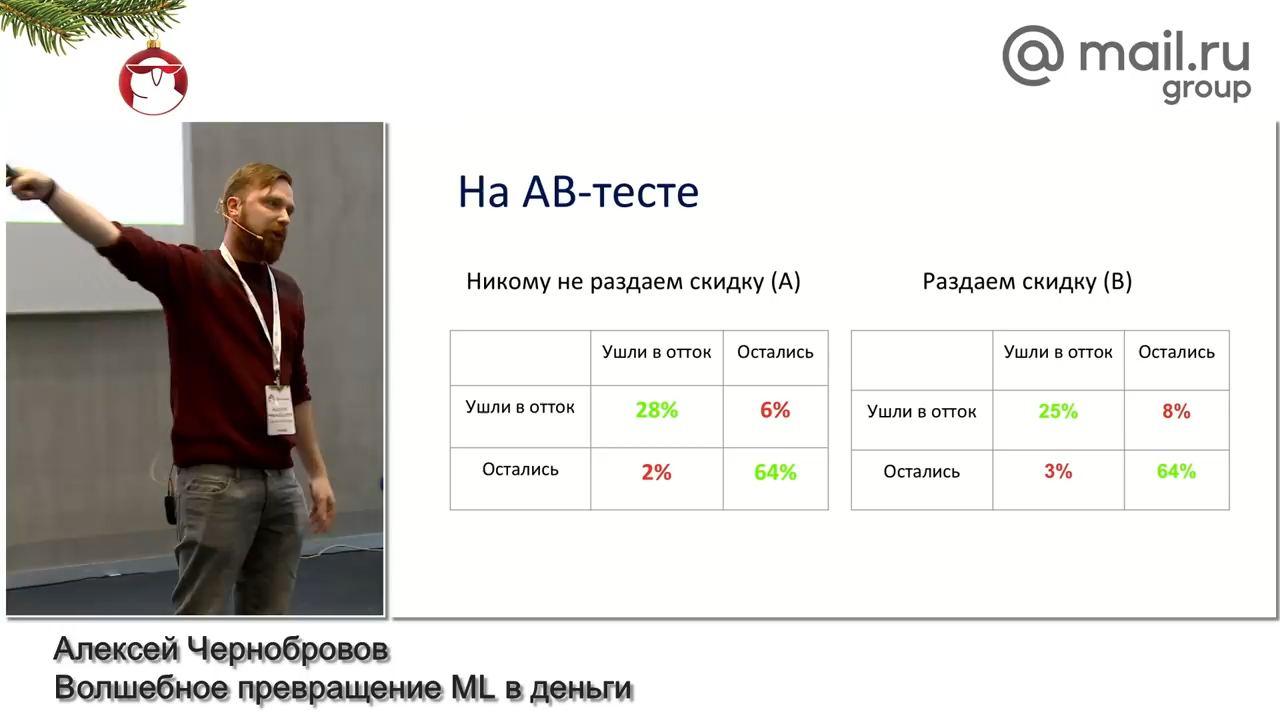 @mail.ru
group
На АВ-тесте
Никому не раздаем скидку (А)
Раздаем скидку (В)
Ушли в отток Остались
Ушли в отток 28% 6%
Остались 2% 64%
Ушли в отток Остались
Ушли в отток 25% 8%
Остались 3% 64%
Алексей Чернобровов
Волшебное превращение ML в деньги